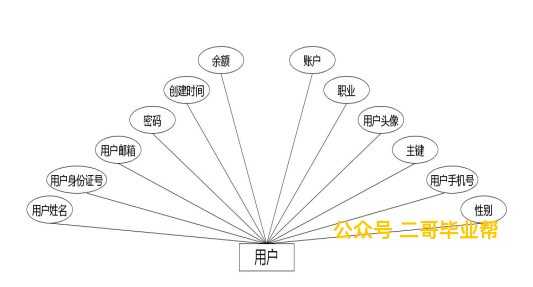 余额 账户
创建时间 职业
密码 用户头像
用户邮箱 主键
用户身份证号 用户手机号
用户姓名 性别
公众号 二哥毕业帮
用户